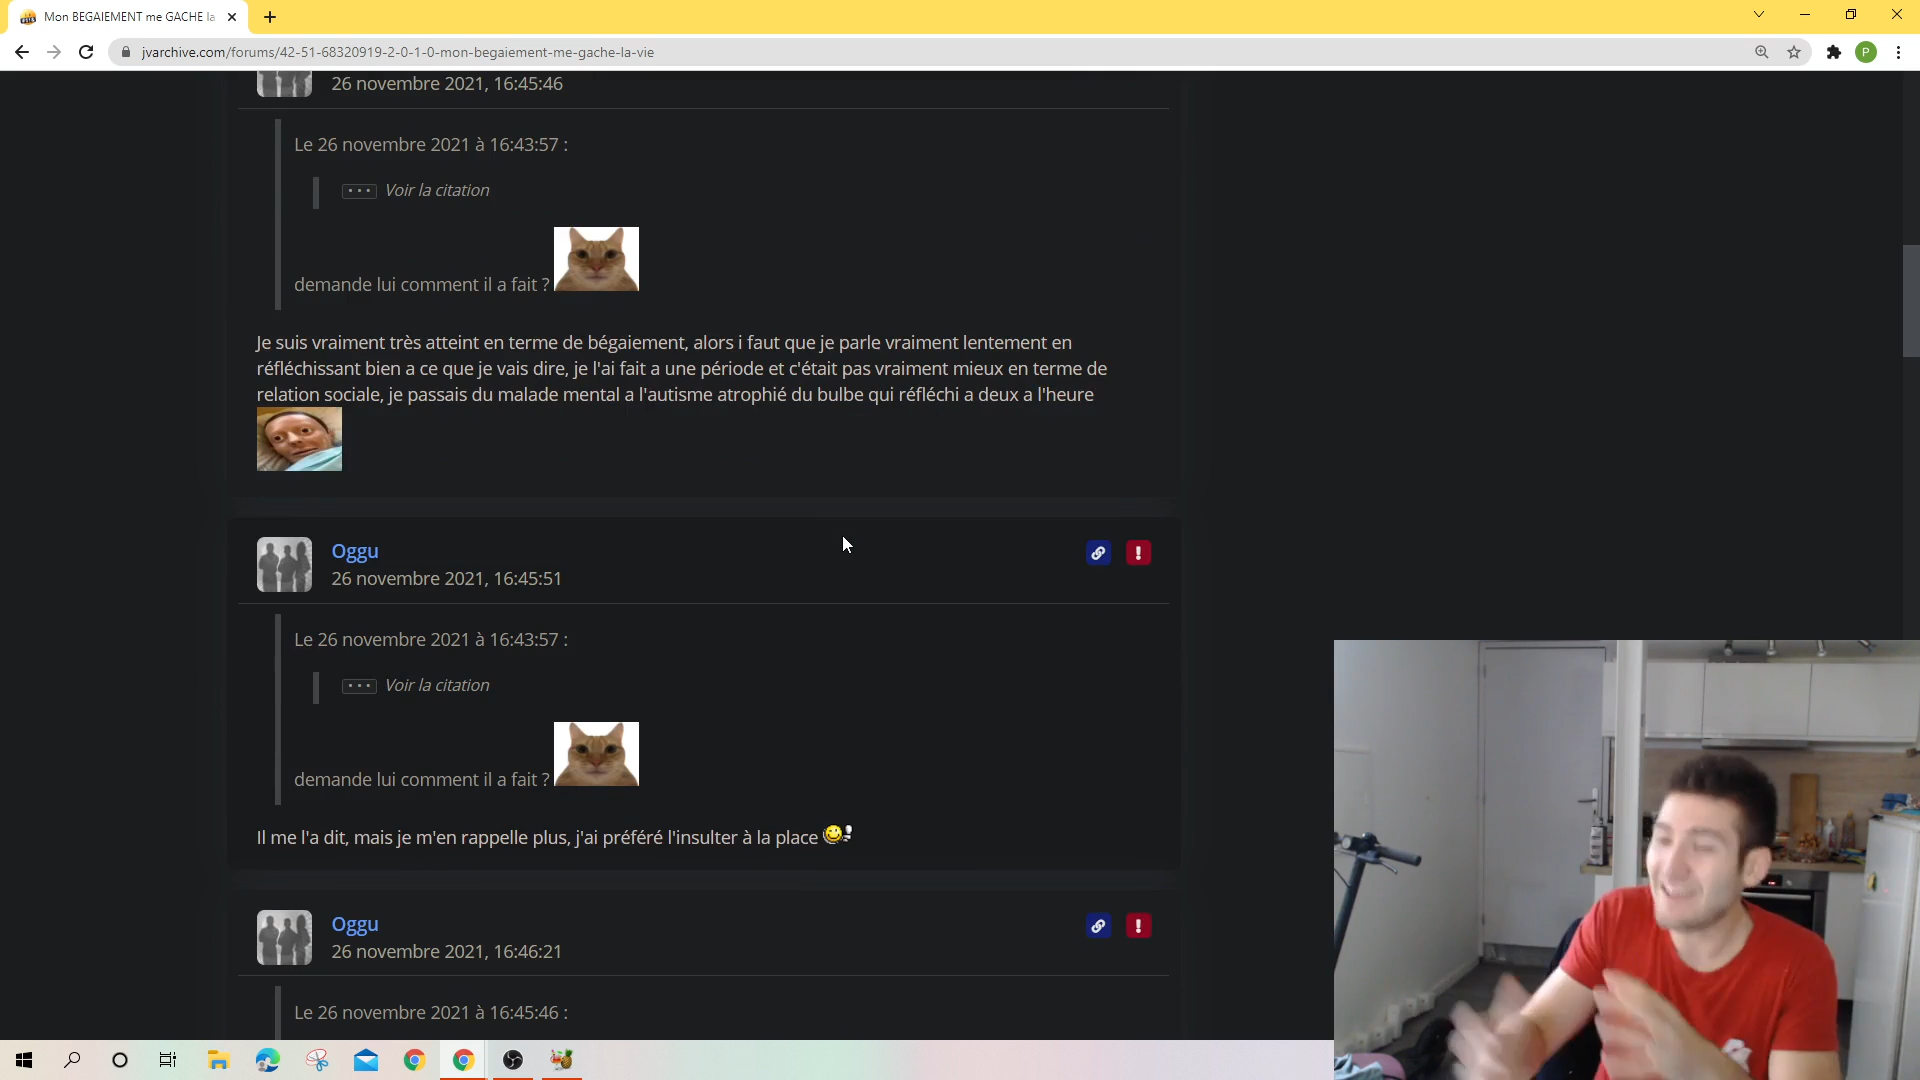 Mon BEGAIEMENT me GACHE la
jvarchive.com/forums/42-51-68320919-2-0-1-0-mon-begaiement-me-gache-la-vie
P
26 novembre 2021, 16:45:46
Le 26 novembre 2021 à 16:43:57 :
Voir la citation
demande lui comment il a fait ?
Je suis vraiment très atteint en terme de bégaiement, alors i faut que je parle vraiment lentement en
réfléchissant bien a ce que je vais dire, je l'ai fait a une période et c'était pas vraiment mieux en terme de
relation sociale, je passais du malade mental a l'autisme atrophié du bulbe qui réfléchi a deux a l'heure
Oggu
26 novembre 2021, 16:45:51
Le 26 novembre 2021 à 16:43:57 :
Voir la citation
demande lui comment il a fait ?
Il me l'a dit, mais je m'en rappelle plus, j'ai préféré l'insulter à la place
Oggu
26 novembre 2021, 16:46:21
Le 26 novembre 2021 à 16:45:46 :